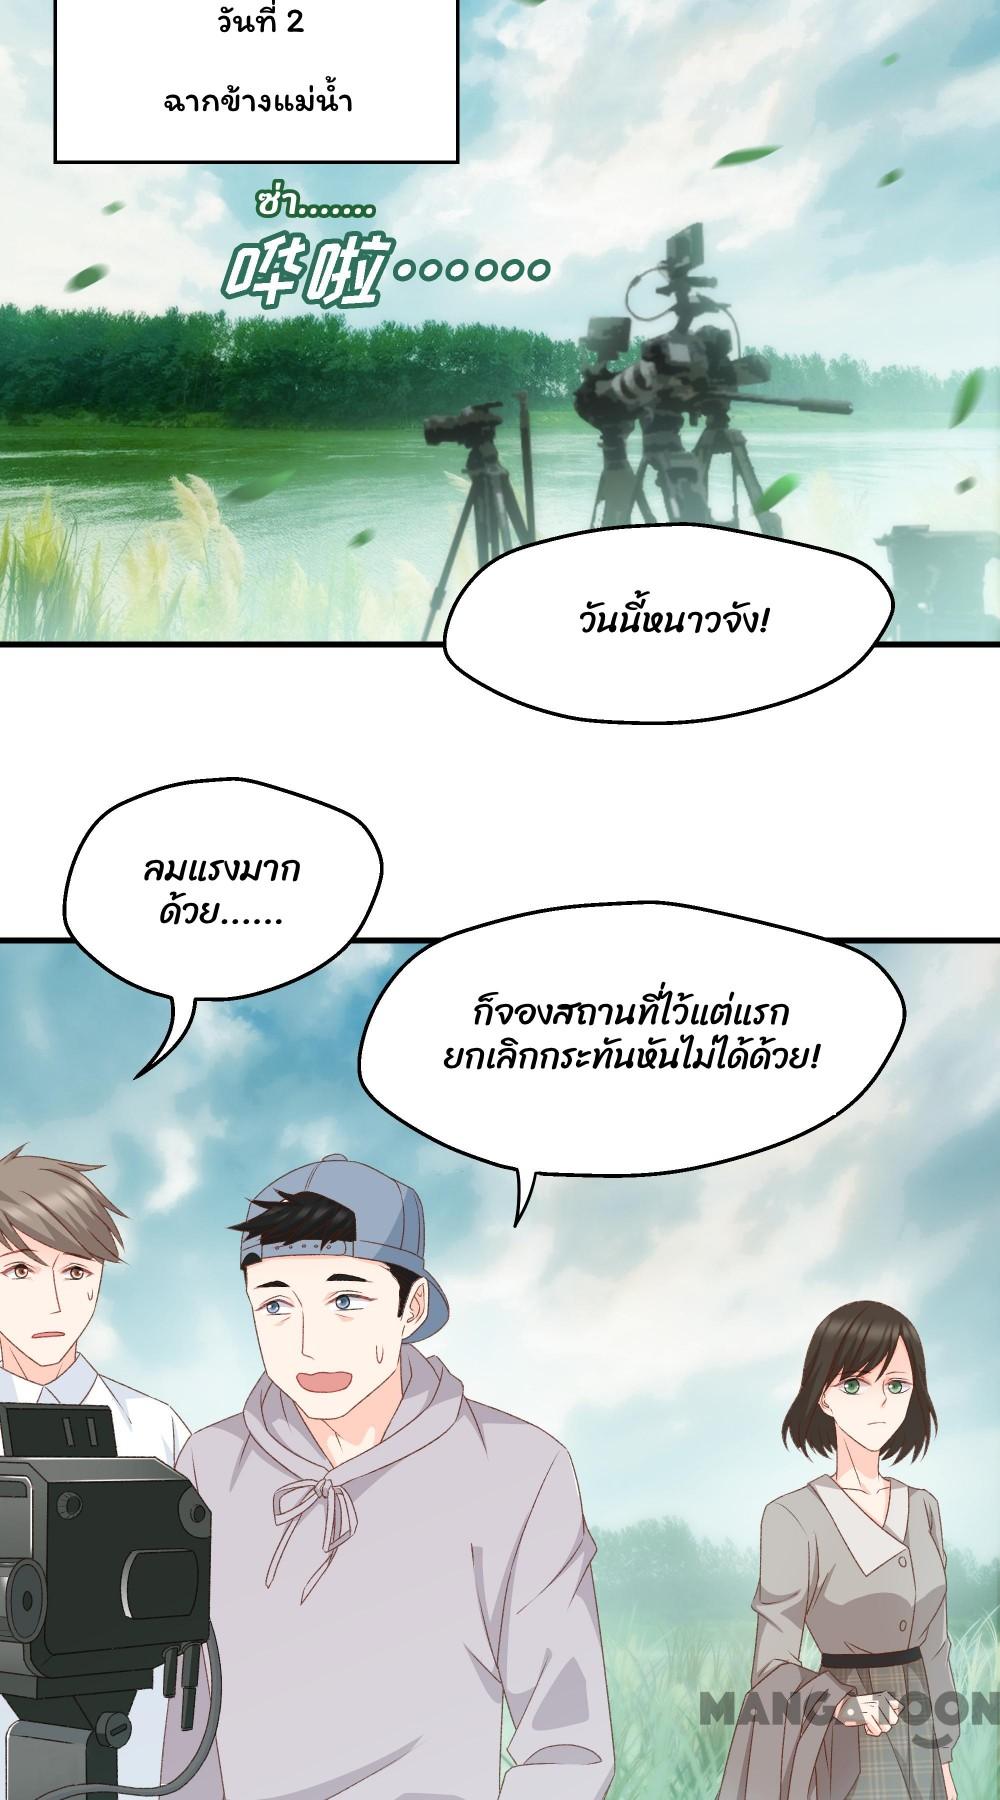 วันที่ 2
ฉากข้างแม่น้ำ
ซ่า.......
哗啦。。。。。。
วันนี้หนาวจัง!
ลมแรงมาก
ด้วย......
ก็จองสถานที่ไว้แต่แรก
ยกเลิกกระทันหันไม่ได้ด้วย!
MANGATOON